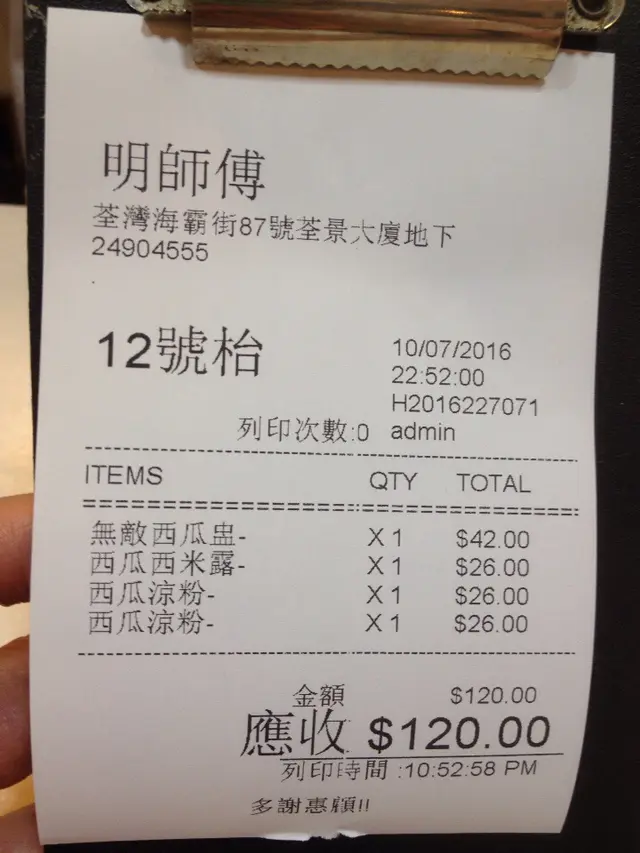 明師傅
荃灣海霸街87號荃景大廈地下
24904555
12號枱
10/07/2016
22:52:00
H2016227071
列印次數:0 admin
ITEMS QTY TOTAL
無敵西瓜盅- X 1 $42.00
西瓜西米露- X 1 $26.00
西瓜涼粉- X 1 $26.00
西瓜涼粉- X 1 $26.00
金額 $120.00
應收 $120.00
列印時間 :10:52:58 PM
多謝惠顧!!